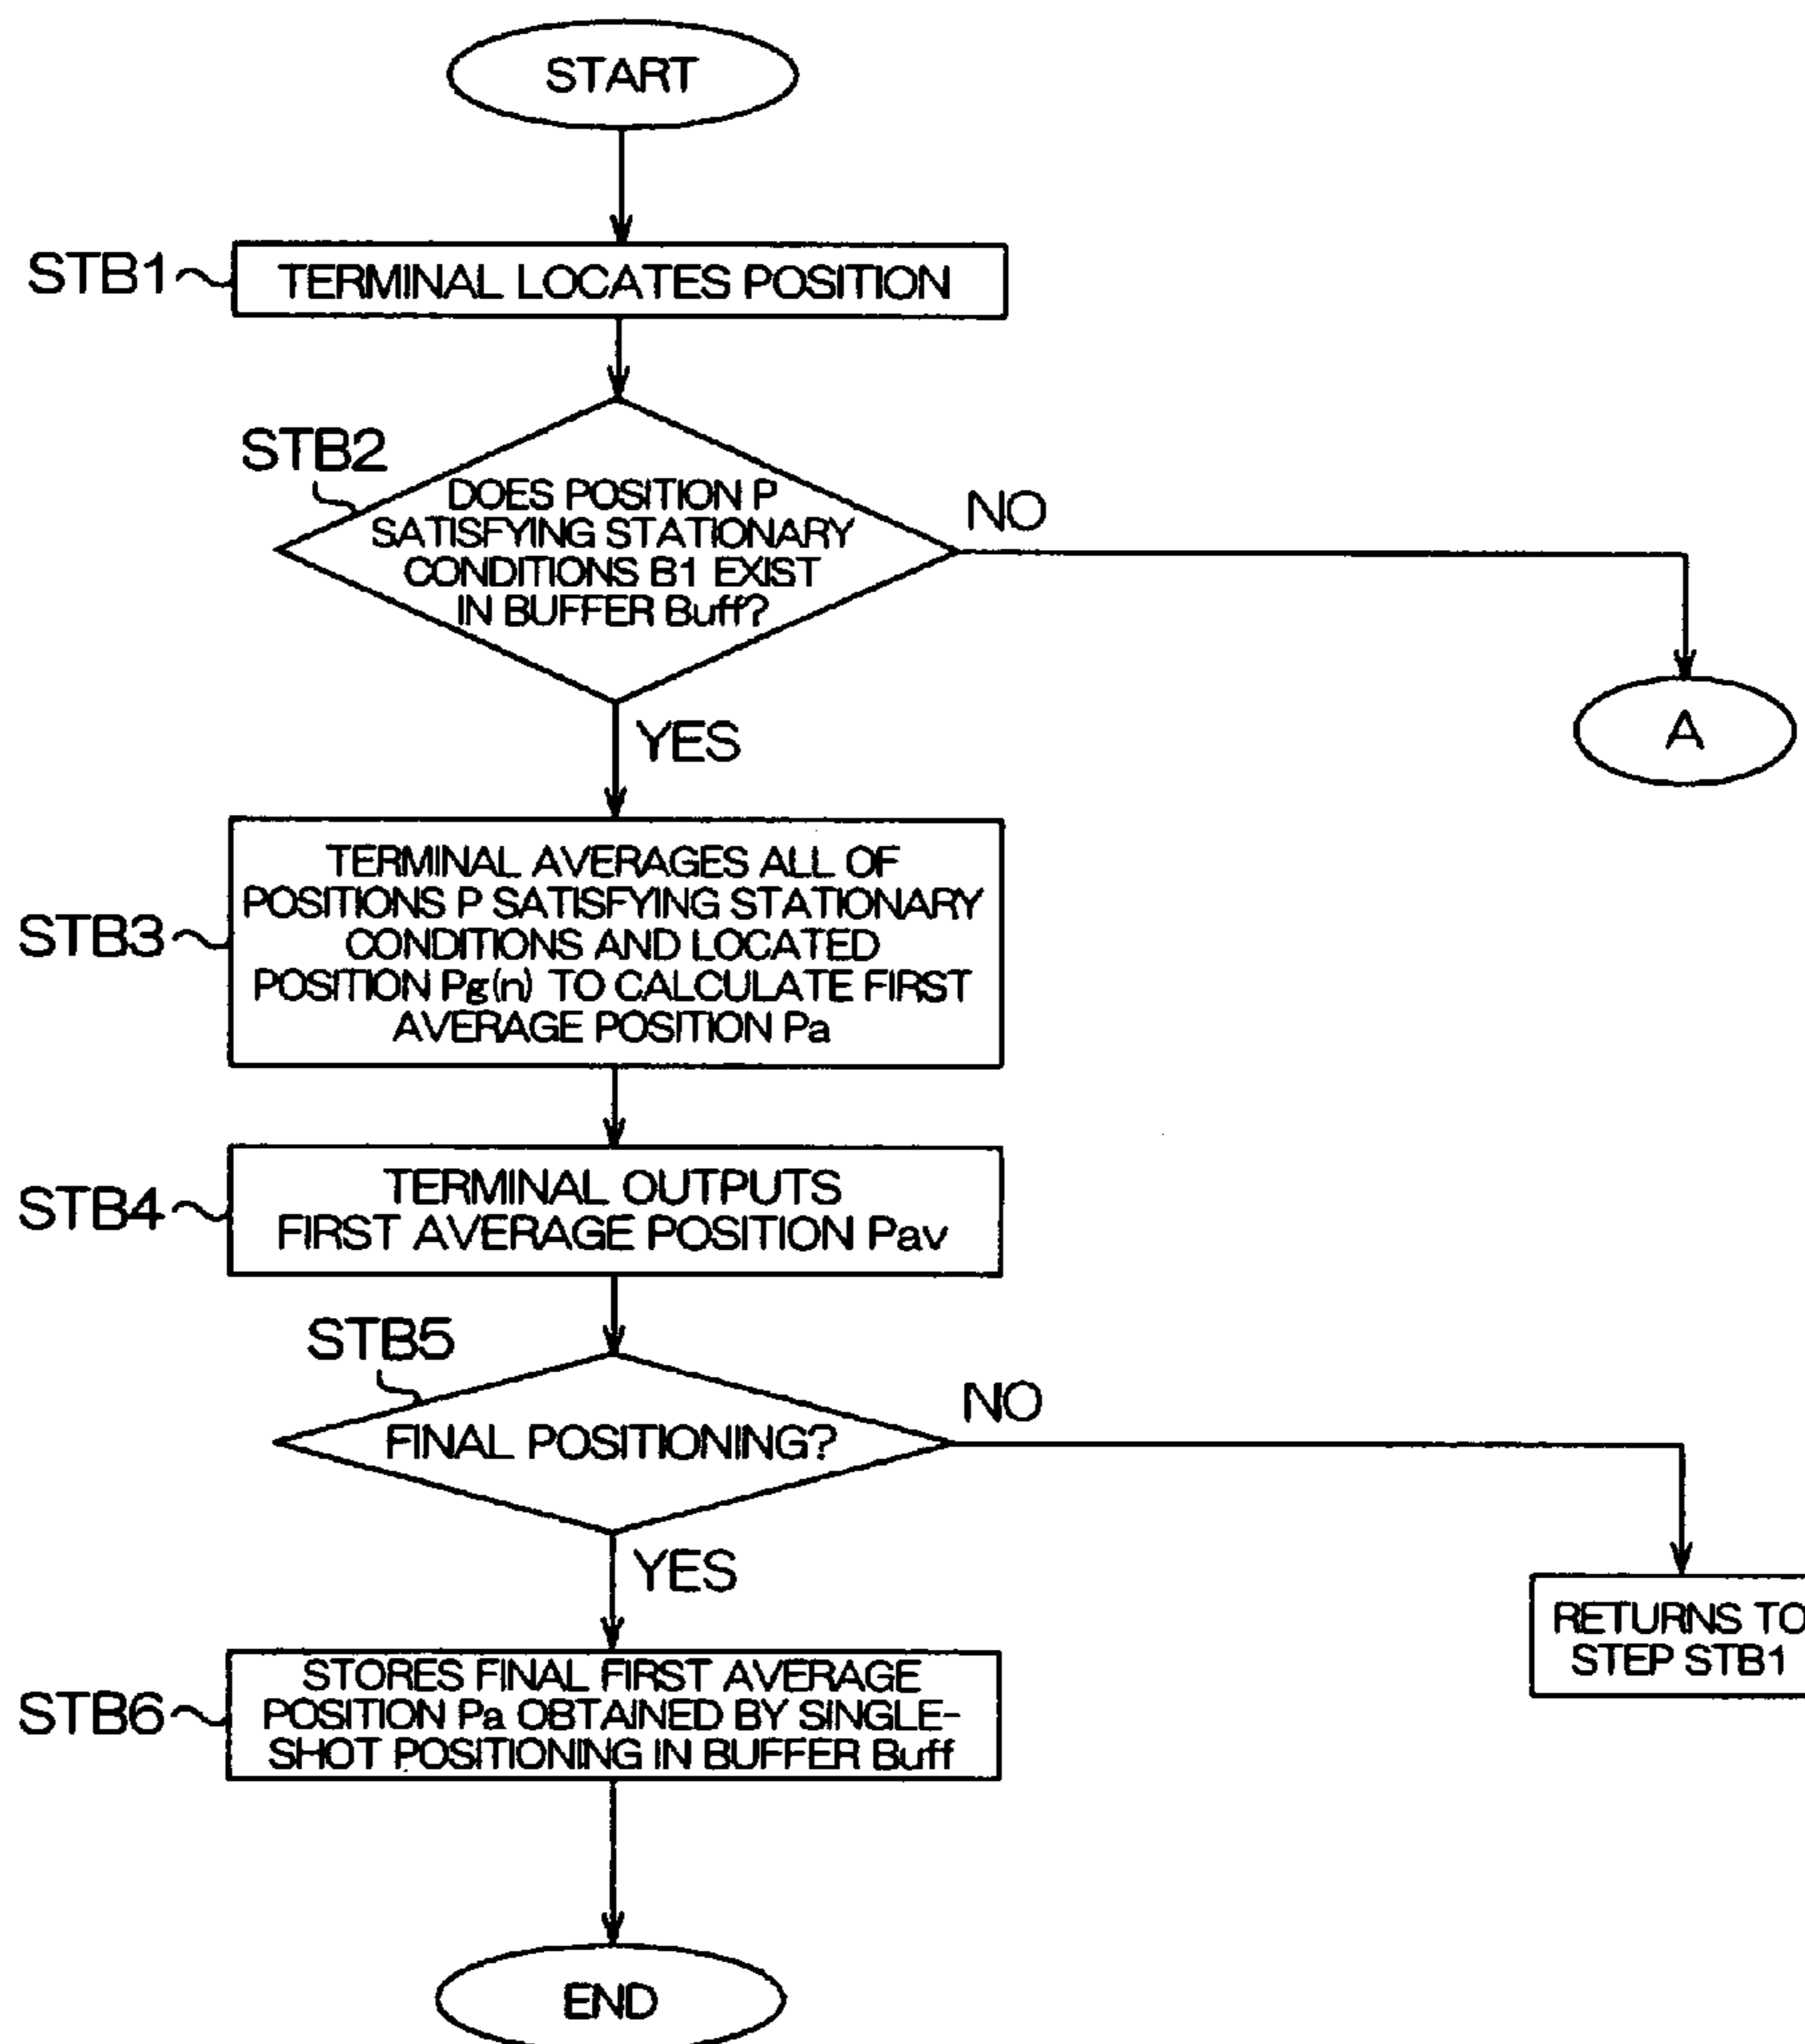 START
STB1
TERMINAL LOCATES POSITION
STB2
DOES POSITION P
SATISFYING STATIONARY
CONDITIONS B1 EXIST
IN BUFFER Buff?
NO
A
YES
STB3
TERMINAL AVERAGES ALL OF
POSITIONS P SATISFYING STATIONARY
CONDITIONS AND LOCATED
POSITION Pg(n) TO CALCULATE FIRST
AVERAGE POSITION Pa
STB4
TERMINAL OUTPUTS
FIRST AVERAGE POSITION Pav
STB5
FINAL POSITIONING?
NO
YES
RETURNS TO
STEP STB1
STB6
STORES FINAL FIRST AVERAGE
POSITION Pa OBTAINED BY SINGLE-
SHOT POSITIONING IN BUFFER Buff
END